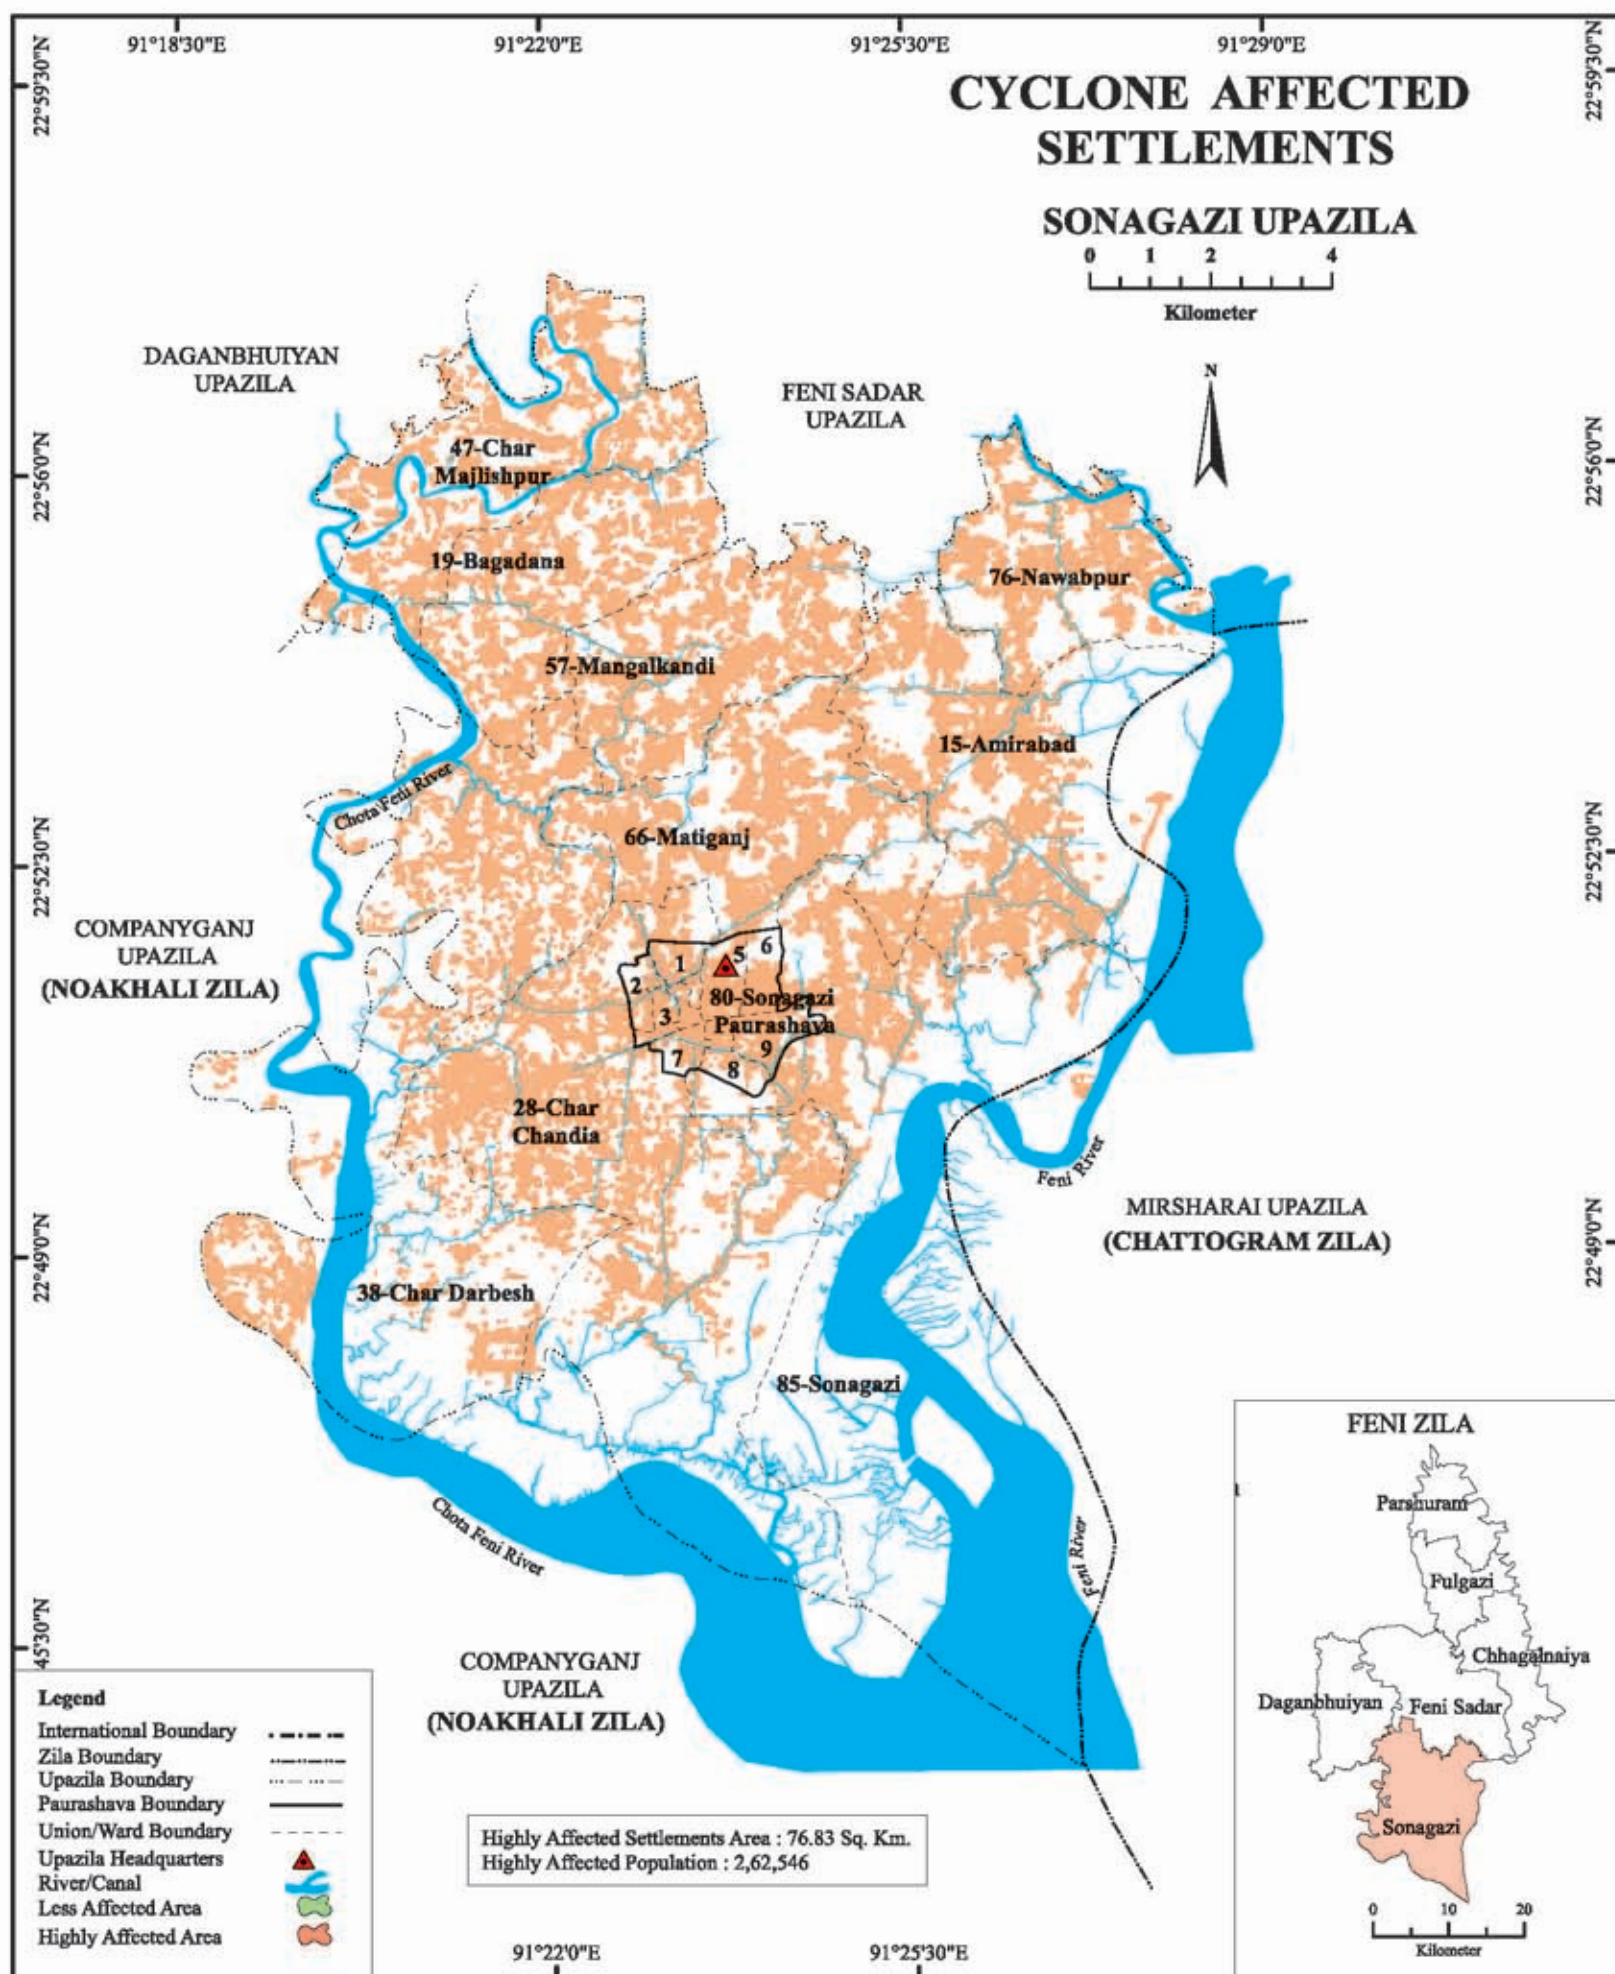 91°18'30"E
91°22'0"E
91°25'30"E
91°29'0"E
22°59'30"N
22°59'30"N
CYCLONE AFFECTED
SETTLEMENTS
SONAGAZI UPAZILA
0 1 2 4
Kilometer
DAGANBHUIYAN
UPAZILA
FENI SADAR
UPAZILA
N
22°56'0"N
22°56'0"N
47-Char
Majlishpur
19-Bagadana
76-Nawabpur
57-Mangalkandi
15-Amirabad
Chota Feni River
66-Matiganj
22°52'30"N
22°52'30"N
COMPANYGANJ
UPAZILA
(NOAKHALI ZILA)
1
2
3
5
6
80-Sonagazi
Paurashava
7
8
9
28-Char
Chandia
Feni River
MIRSHARAI UPAZILA
(CHATTOGRAM ZILA)
22°49'0"N
22°49'0"N
38-Char Darbesh
85-Sonagazi
Chota Feni River
Feni River
45'30"N
COMPANYGANJ
UPAZILA
(NOAKHALI ZILA)
Legend
International Boundary
Zila Boundary
Upazila Boundary
Paurashava Boundary
Union/Ward Boundary
Upazila Headquarters
River/Canal
Less Affected Area
Highly Affected Area
Highly Affected Settlements Area : 76.83 Sq. Km.
Highly Affected Population : 2,62,546
FENI ZILA
Parshuram
Fulgazi
Chhagalnaiya
Daganbhuiyan
Feni Sadar
Sonagazi
0 10 20
Kilometer
91°22'0"E
91°25'30"E